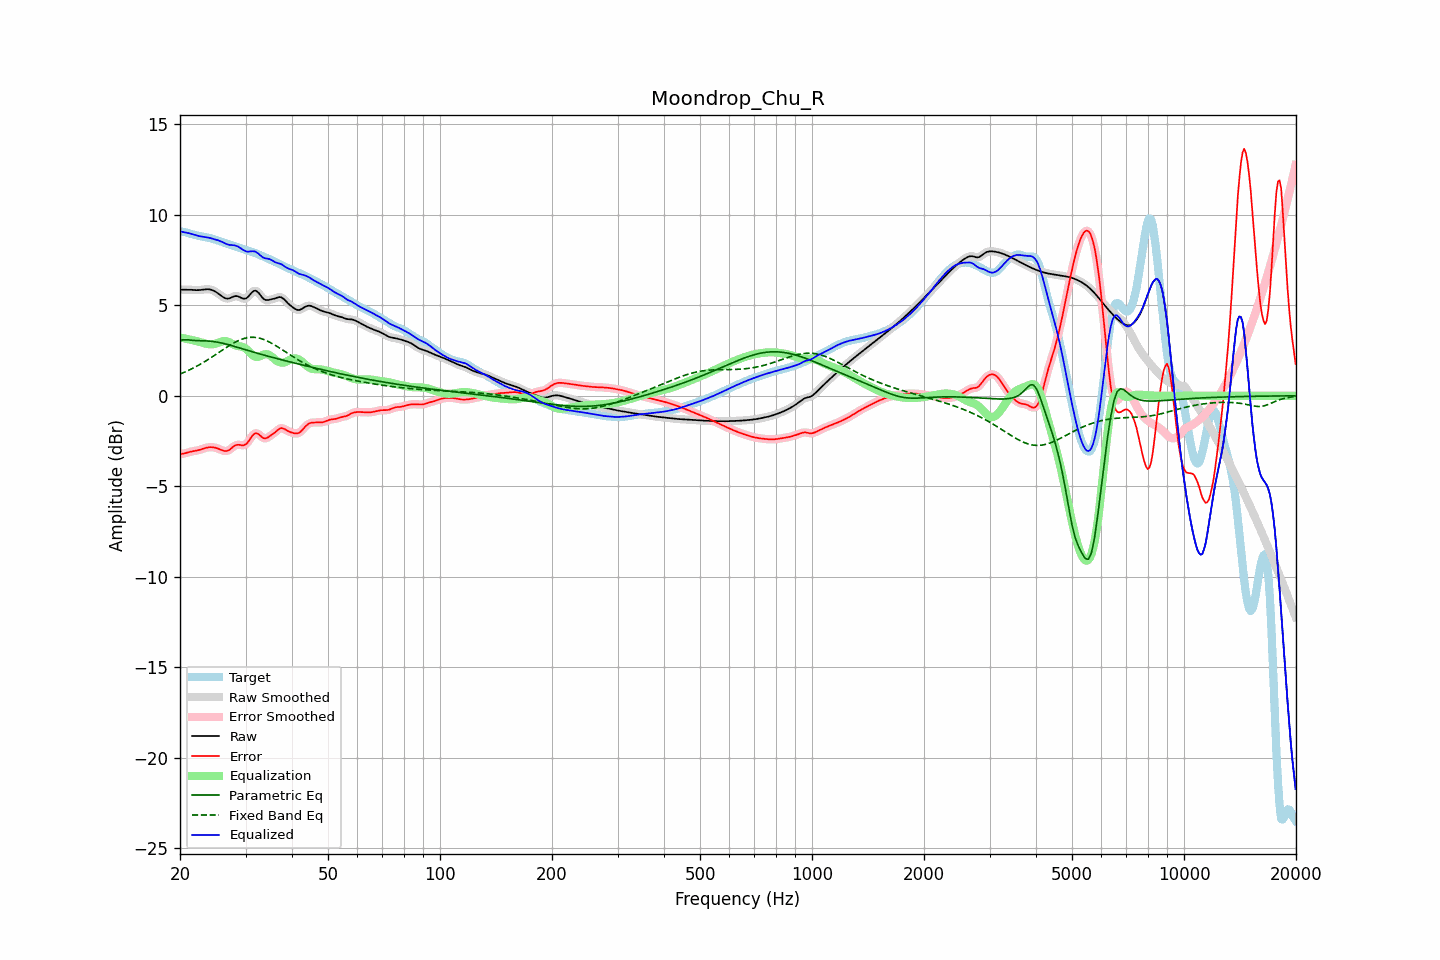 Moondrop_Chu_R
15
10
5
0
−5
−10
−15
−20
−25
Amplitude (dBr)
Target
Raw Smoothed
Error Smoothed
Raw
Error
Equalization
Parametric Eq
Fixed Band Eq
Equalized
20 50 100 200 500 1000 2000 5000 10000 20000
Frequency (Hz)